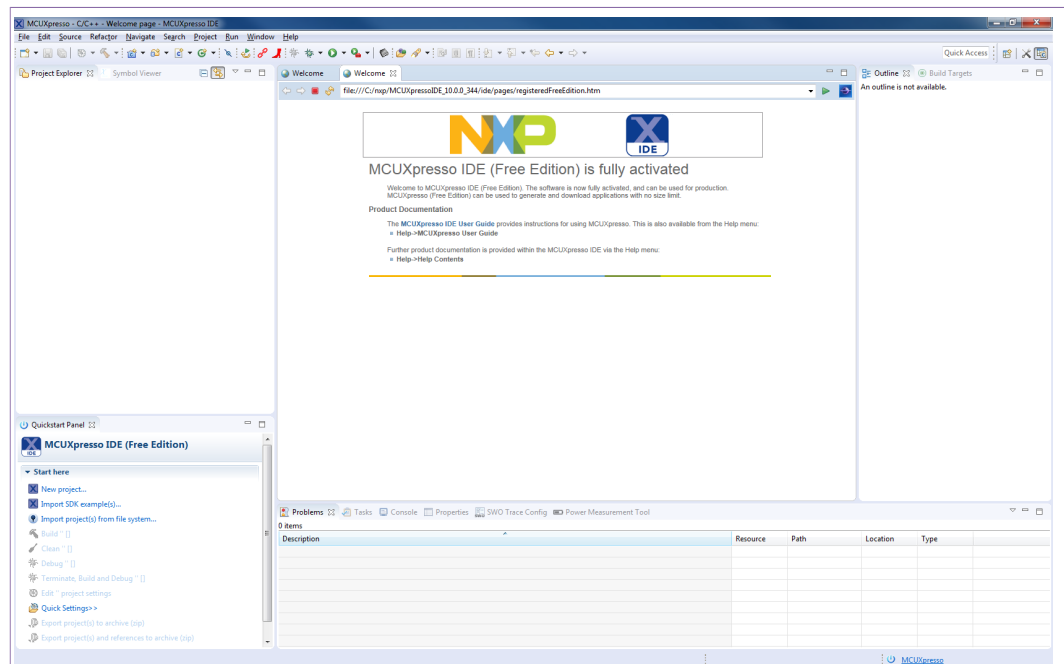 MCUXpresso - C/C++ - Welcome page - MCUXpresso IDE
File Edit Source Refactor Navigate Search Project Run Window Help
Quick Access
Project Explorer Symbol Viewer
Welcome Welcome
Outline Build Targets
file:///C:/nxp/MCUXpressoIDE_10.0.0_344/ide/pages/registeredFreeEdition.htm
An outline is not available.
NXP
X
IDE
MCUXpresso IDE (Free Edition) is fully activated
Welcome to MCUXpresso IDE (Free Edition). The software is now fully activated, and can be used for production.
MCUXpresso (Free Edition) can be used to generate and download applications with no size limit.
Product Documentation
The MCUXpresso IDE User Guide provides instructions for using MCUXpresso. This is also available from the Help menu:
Help->MCUXpresso User Guide
Further product documentation is provided within the MCUXpresso IDE via the Help menu:
Help->Help Contents
Quickstart Panel
X
IDE
MCUXpresso IDE (Free Edition)
Start here
New project...
Import SDK example(s)...
Import project(s) from file system...
Build '' []
Clean '' []
Debug '' []
Terminate, Build and Debug '' []
Edit '' project settings
Quick Settings>>
Export project(s) to archive (zip)
Export project(s) and references to archive (zip)
Problems Tasks Console Properties SWO Trace Config Power Measurement Tool
0 items
Description Resource Path Location Type
MCUXpresso